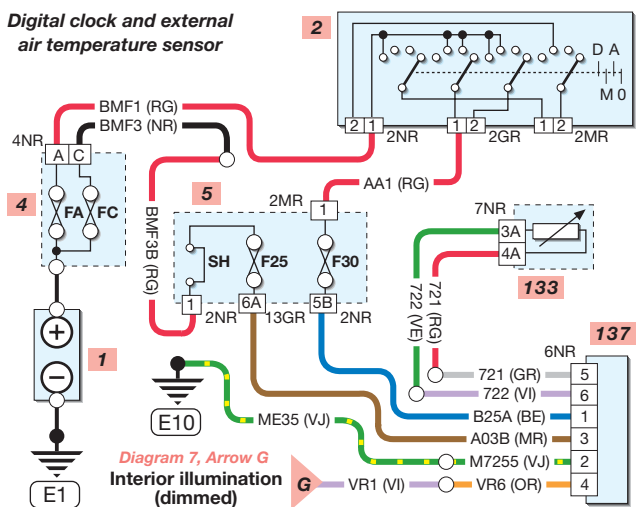 Digital clock and external
air temperature sensor
2
D A
M 0
2 1 2NR
1 2 2GR
1 2 2MR
BMF1 (RG)
BMF3 (NR)
4NR
A C
4
FA FC
BMF3B (RG)
AA1 (RG)
5
2MR
1
SH F25 F30
1 2NR
6A 13GR
5B 2NR
7NR
3A
4A
133
722 (VE)
721 (RG)
1
137
6NR
721 (GR) 5
722 (VI) 6
B25A (BE) 1
A03B (MR) 3
M7255 (VJ) 2
VR6 (OR) 4
E10
ME35 (VJ)
E1
Diagram 7, Arrow G
Interior illumination
(dimmed)
G
VR1 (VI)